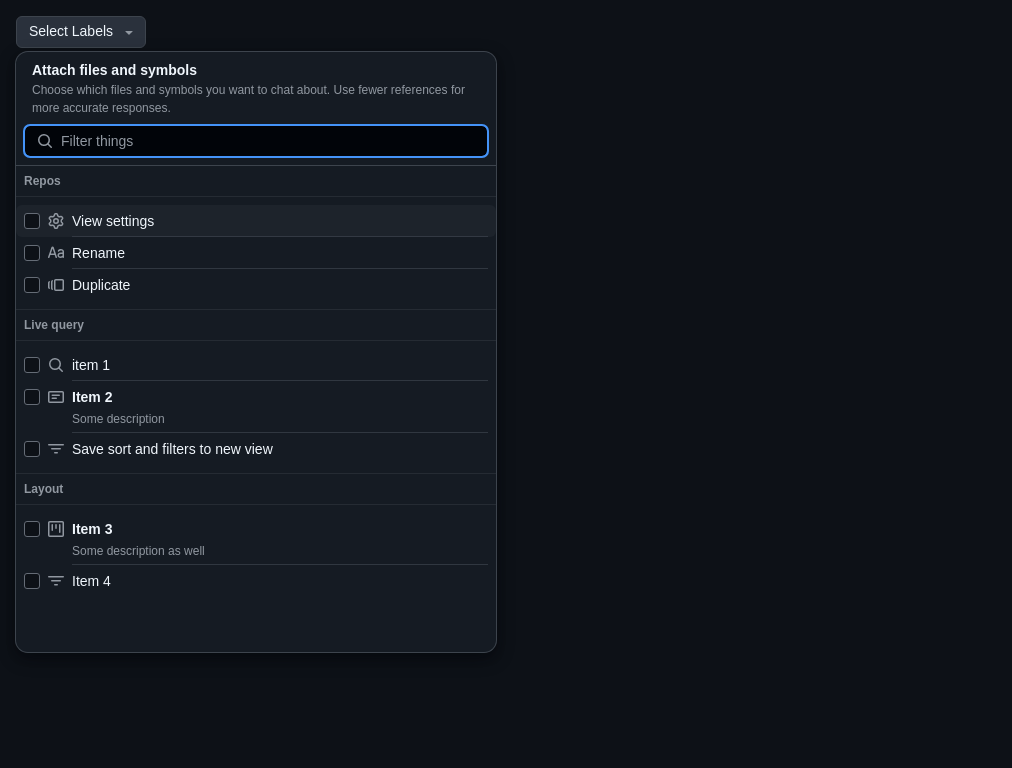 Select Labels
Attach files and symbols
Choose which files and symbols you want to chat about. Use fewer references for
more accurate responses.
Filter things
Repos
View settings
Rename
Duplicate
Live query
item 1
Item 2
Some description
Save sort and filters to new view
Layout
Item 3
Some description as well
Item 4